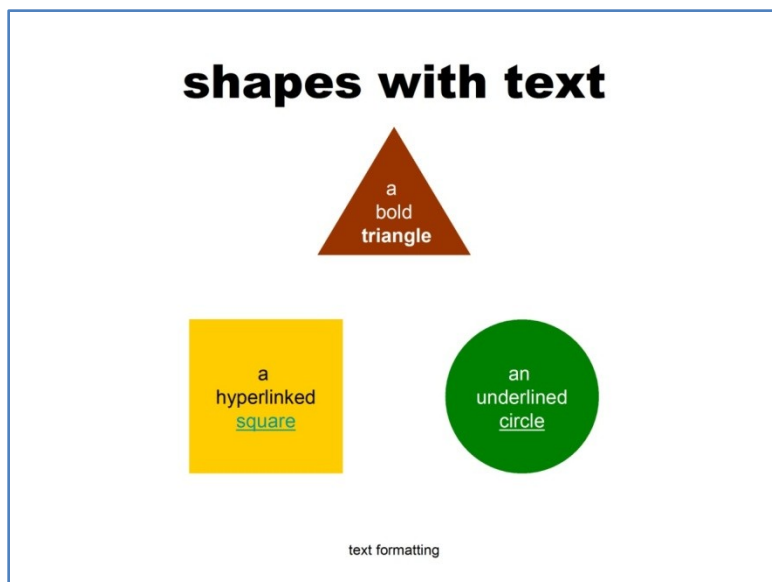 shapes with text
a
bold
triangle
a
hyperlinked
square
an
underlined
circle
text formatting